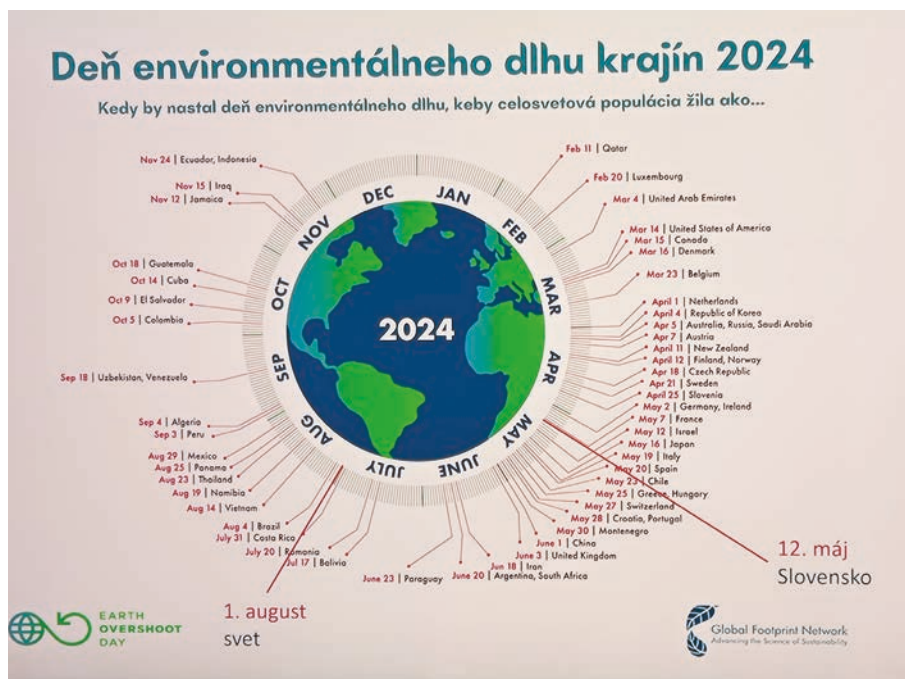 Deň environmentálneho dlhu krajín 2024
Kedy by nastal deň environmentálneho dlhu, keby celosvetová populácia žila ako...
DEC
JAN
FEB
MAR
APR
MAY
JUNE
JULY
AUG
SEP
OCT
NOV
2024
Feb 11 | Qatar
Feb 20 | Luxembourg
Mar 4 | United Arab Emirates
Mar 14 | United States of America
Mar 15 | Canada
Mar 16 | Denmark
Mar 23 | Belgium
April 1 | Netherlands
April 4 | Republic of Korea
Apr 5 | Australia, Russia, Saudi Arabia
Apr 7 | Austria
April 11 | New Zealand
April 12 | Finland, Norway
Apr 18 | Czech Republic
Apr 21 | Sweden
April 25 | Slovenia
May 2 | Germany, Ireland
May 7 | France
May 12 | Israel
May 16 | Japan
May 19 | Italy
May 20 | Spain
May 23 | Chile
May 25 | Greece, Hungary
May 27 | Switzerland
May 28 | Croatia, Portugal
May 30 | Montenegro
June 1 | China
June 3 | United Kingdom
Jun 18 | Iran
June 20 | Argentina, South Africa
June 23 | Paraguay
Jul 17 | Bolivia
July 20 | Romania
July 31 | Costa Rica
Aug 4 | Brazil
Aug 14 | Vietnam
Aug 19 | Namibia
Aug 23 | Thailand
Aug 25 | Panama
Aug 29 | Mexico
Sep 3 | Peru
Sep 4 | Algeria
Sep 18 | Uzbekistan, Venezuela
Oct 5 | Colombia
Oct 9 | El Salvador
Oct 14 | Cuba
Oct 18 | Guatemala
Nov 12 | Jamaica
Nov 15 | Iraq
Nov 24 | Ecuador, Indonesia
12. máj
Slovensko
1. august
svet
EARTH
OVERSHOOT
DAY
Global Footprint Network
Advancing the Science of Sustainability